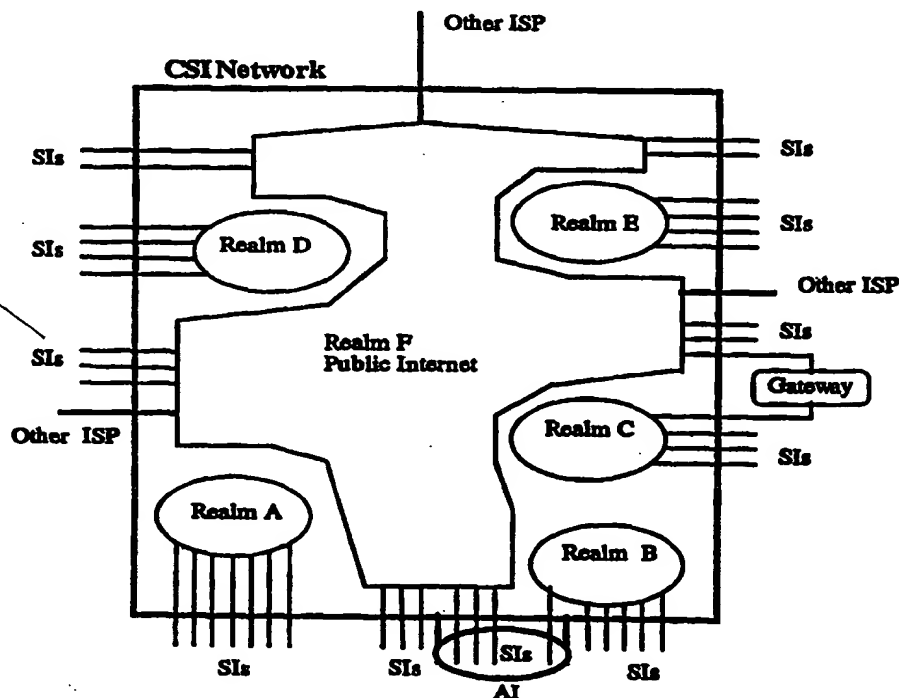 Other ISP
CSI Network
SIs
SIs
Realm D
Realm E
SIs
SIs
Other ISP
Realm F
Public Internet
SIs
SIs
Gateway
Other ISP
Realm C
SIs
Realm A
Realm B
SIs
SIs
SIs
SIs
AI